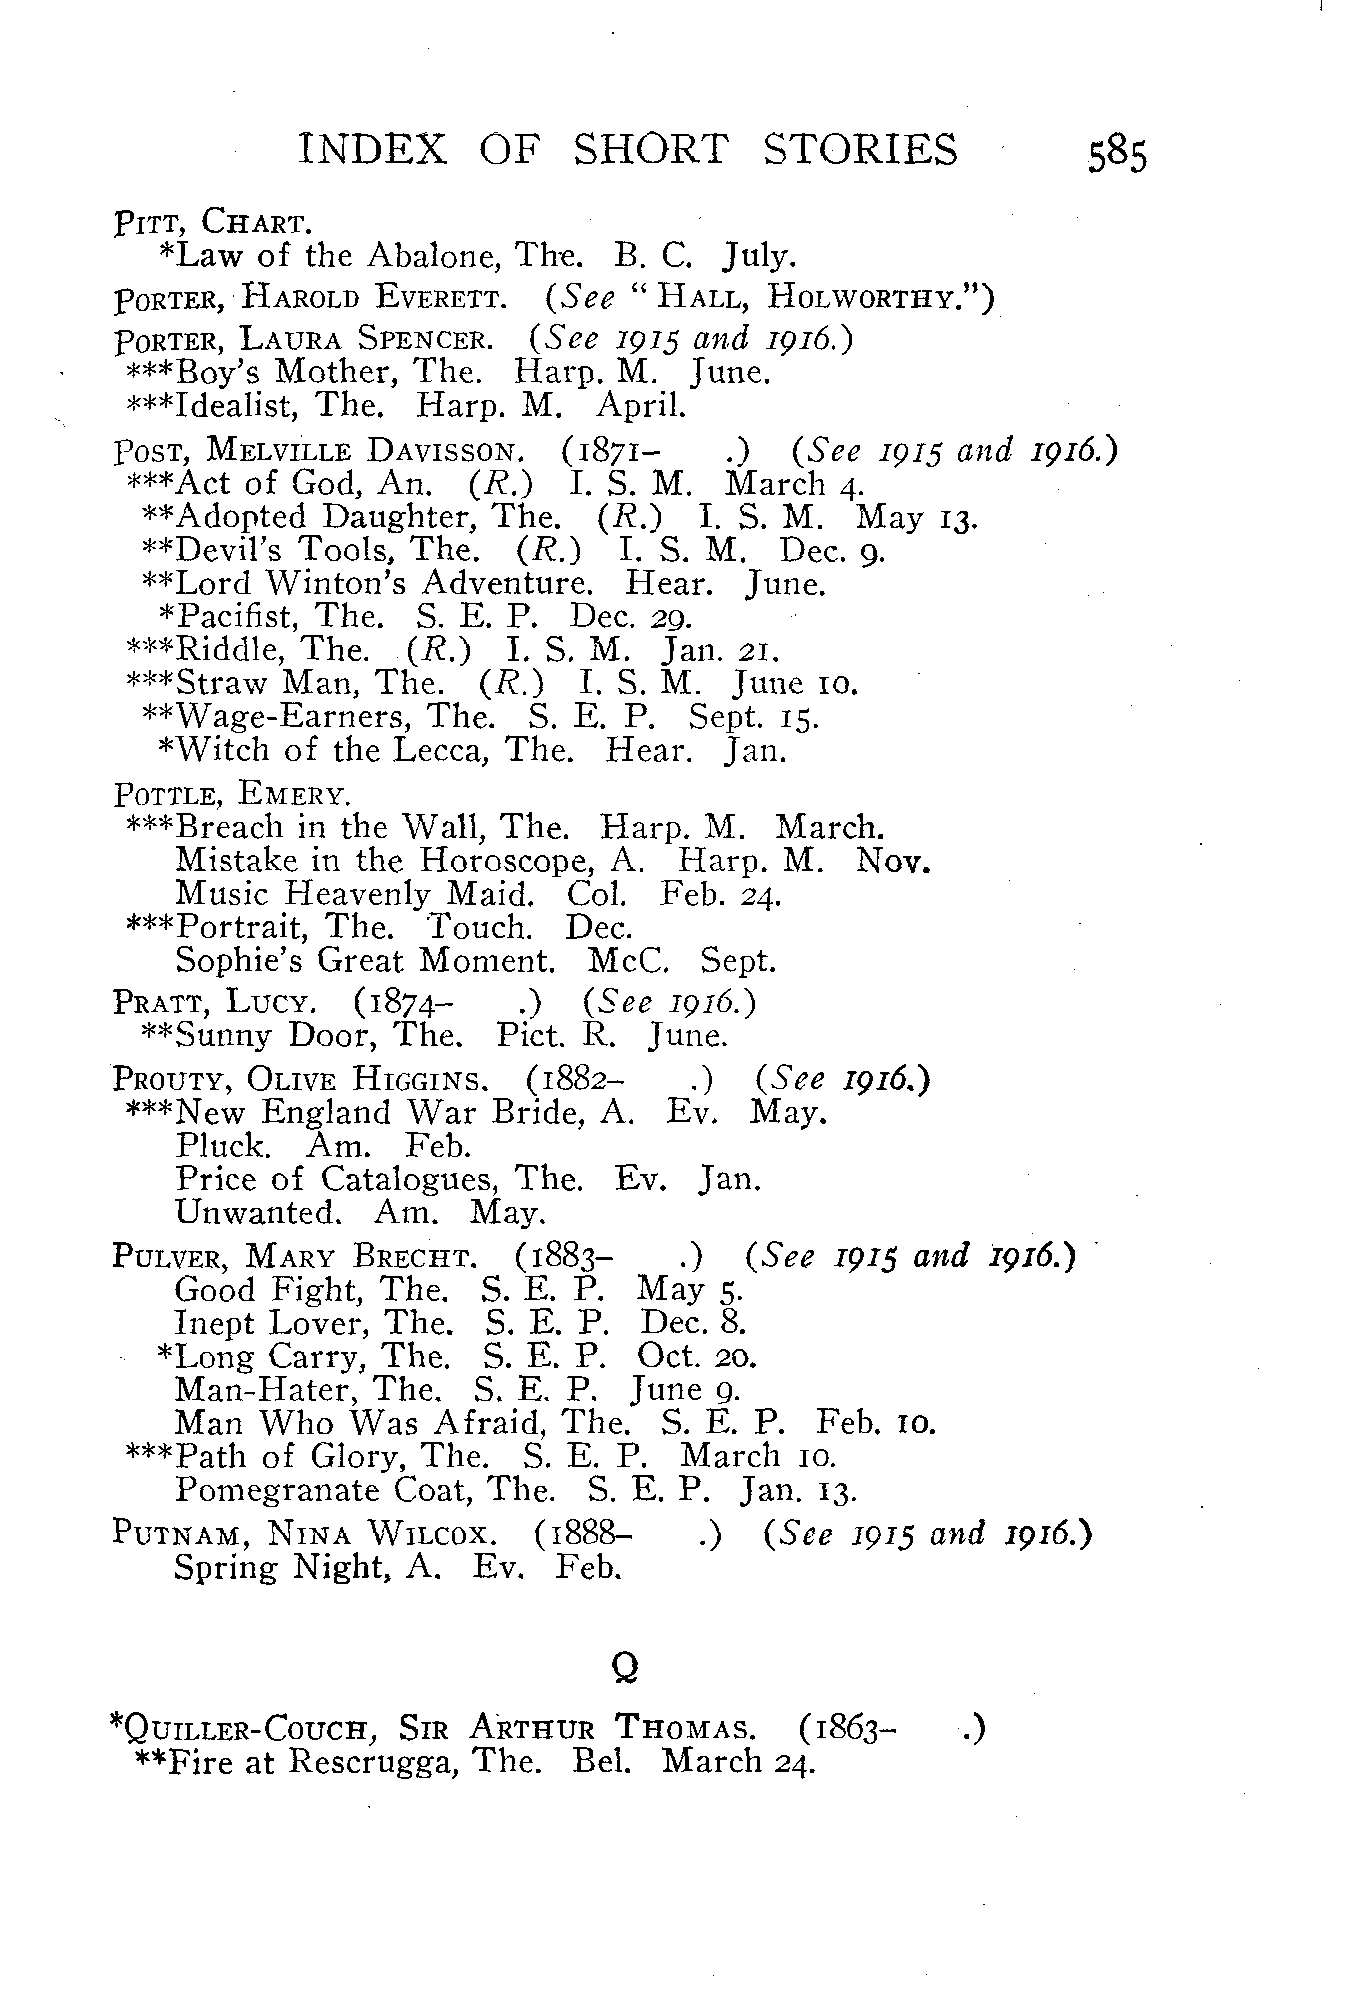 INDEX OF SHORT STORIES 585
PITT, CHART.
*Law of the Abalone, The. B. C. July.
PORTER, HAROLD EVERETT. (See "HALL, HOLWORTHY.")
PORTER, LAURA SPENCER. (See 1915 and 1916.)
***Boy's Mother, The. Harp. M. June.
***Idealist, The. Harp. M. April.
POST, MELVILLE DAVISSON. (1871- .) (See 1915 and 1916.)
***Act of God, An. (R.) I. S. M. March 4.
**Adopted Daughter, The. (R.) I. S. M. May 13.
**Devil's Tools, The. (R.) I. S. M. Dec. 9.
**Lord Winton's Adventure. Hear. June.
*Pacifist, The. S. E. P. Dec. 29.
***Riddle, The. (R.) I. S. M. Jan. 21.
***Straw Man, The. (R.) I. S. M. June 10.
**Wage-Earners, The. S. E. P. Sept. 15.
*Witch of the Lecca, The. Hear. Jan.
POTTLE, EMERY.
***Breach in the Wall, The. Harp. M. March.
Mistake in the Horoscope, A. Harp. M. Nov.
Music Heavenly Maid. Col. Feb. 24.
***Portrait, The. Touch. Dec.
Sophie's Great Moment. McC. Sept.
PRATT, LUCY. (1874- .) (See 1916.)
**Sunny Door, The. Pict. R. June.
PROUTY, OLIVE HIGGINS. (1882- .) (See 1916.)
***New England War Bride, A. Ev. May.
Pluck. Am. Feb.
Price of Catalogues, The. Ev. Jan.
Unwanted. Am. May.
PULVER, MARY BRECHT. (1883- .) (See 1915 and 1916.)
Good Fight, The. S. E. P. May 5.
Inept Lover, The. S. E. P. Dec. 8.
*Long Carry, The. S. E. P. Oct. 20.
Man-Hater, The. S. E. P. June 9.
Man Who Was Afraid, The. S. E. P. Feb. 10.
***Path of Glory, The. S. E. P. March 10.
Pomegranate Coat, The. S. E. P. Jan. 13.
PUTNAM, NINA WILCOX. (1888- .) (See 1915 and 1916.)
Spring Night, A. Ev. Feb.
Q
*QUILLER-COUCH, SIR ARTHUR THOMAS. (1863- .)
**Fire at Rescrugga, The. Bel. March 24.